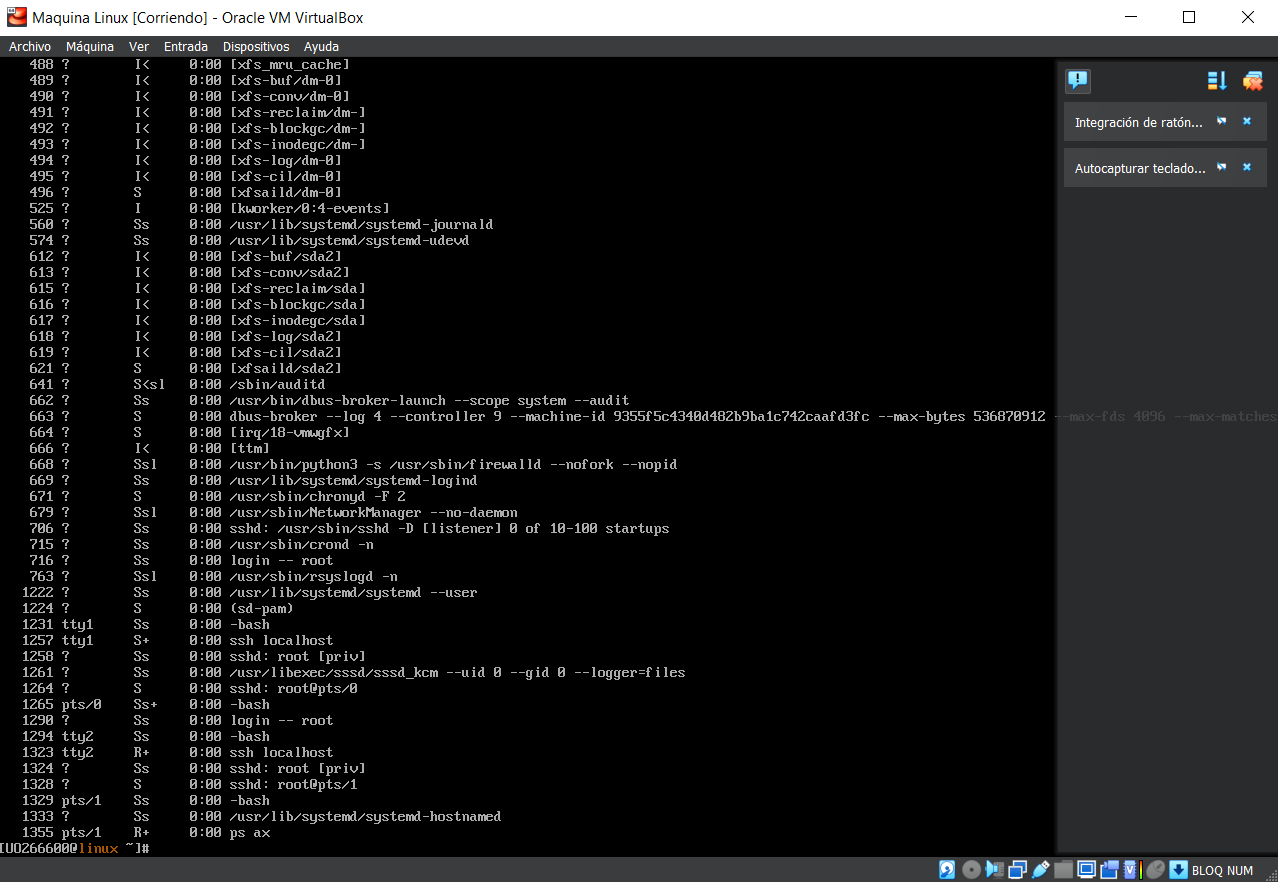 Maquina Linux [Corriendo] - Oracle VM VirtualBox
Archivo Máquina Ver Entrada Dispositivos Ayuda
488 ? I< 0:00 [xfs_mru_cache]
489 ? I< 0:00 [xfs-buf/dm-0]
490 ? I< 0:00 [xfs-conv/dm-0]
491 ? I< 0:00 [xfs-reclaim/dm-]
492 ? I< 0:00 [xfs-blockgc/dm-]
493 ? I< 0:00 [xfs-inodegc/dm-]
494 ? I< 0:00 [xfs-log/dm-0]
495 ? I< 0:00 [xfs-cil/dm-0]
496 ? S 0:00 [xfsaild/dm-0]
525 ? I 0:00 [kworker/0:4-events]
560 ? Ss 0:00 /usr/lib/systemd/systemd-journald
574 ? Ss 0:00 /usr/lib/systemd/systemd-udevd
612 ? I< 0:00 [xfs-buf/sda2]
613 ? I< 0:00 [xfs-conv/sda2]
615 ? I< 0:00 [xfs-reclaim/sda]
616 ? I< 0:00 [xfs-blockgc/sda]
617 ? I< 0:00 [xfs-inodegc/sda]
618 ? I< 0:00 [xfs-log/sda2]
619 ? I< 0:00 [xfs-cil/sda2]
621 ? S 0:00 [xfsaild/sda2]
641 ? S<sl 0:00 /sbin/auditd
662 ? Ss 0:00 /usr/bin/dbus-broker-launch --scope system --audit
663 ? S 0:00 dbus-broker --log 4 --controller 9 --machine-id 9355f5c4340d482b9ba1c742caafd3fc --max-bytes 536870912 --max-fds 4096 --max-matches
664 ? S 0:00 [irq/18-vmwgfx]
666 ? I< 0:00 [ttm]
668 ? Ssl 0:00 /usr/bin/python3 -s /usr/sbin/firewalld --nofork --nopid
669 ? Ss 0:00 /usr/lib/systemd/systemd-logind
671 ? S 0:00 /usr/sbin/chronyd -F 2
679 ? Ssl 0:00 /usr/sbin/NetworkManager --no-daemon
706 ? Ss 0:00 sshd: /usr/sbin/sshd -D [listener] 0 of 10-100 startups
715 ? Ss 0:00 /usr/sbin/crond -n
716 ? Ss 0:00 login -- root
763 ? Ssl 0:00 /usr/sbin/rsyslogd -n
1222 ? Ss 0:00 /usr/lib/systemd/systemd --user
1224 ? S 0:00 (sd-pam)
1231 tty1 Ss 0:00 -bash
1257 tty1 S+ 0:00 ssh localhost
1258 ? Ss 0:00 sshd: root [priv]
1261 ? Ss 0:00 /usr/libexec/sssd/sssd_kcm --uid 0 --gid 0 --logger=files
1264 ? S 0:00 sshd: root@pts/0
1265 pts/0 Ss+ 0:00 -bash
1290 ? Ss 0:00 login -- root
1294 tty2 Ss 0:00 -bash
1323 tty2 R+ 0:00 ssh localhost
1324 ? Ss 0:00 sshd: root [priv]
1328 ? S 0:00 sshd: root@pts/1
1329 pts/1 Ss 0:00 -bash
1333 ? Ss 0:00 /usr/lib/systemd/systemd-hostnamed
1355 pts/1 R+ 0:00 ps ax
[UO266600@linux ~]#
Integración de ratón...
Autocapturar teclado...
BLOQ NUM